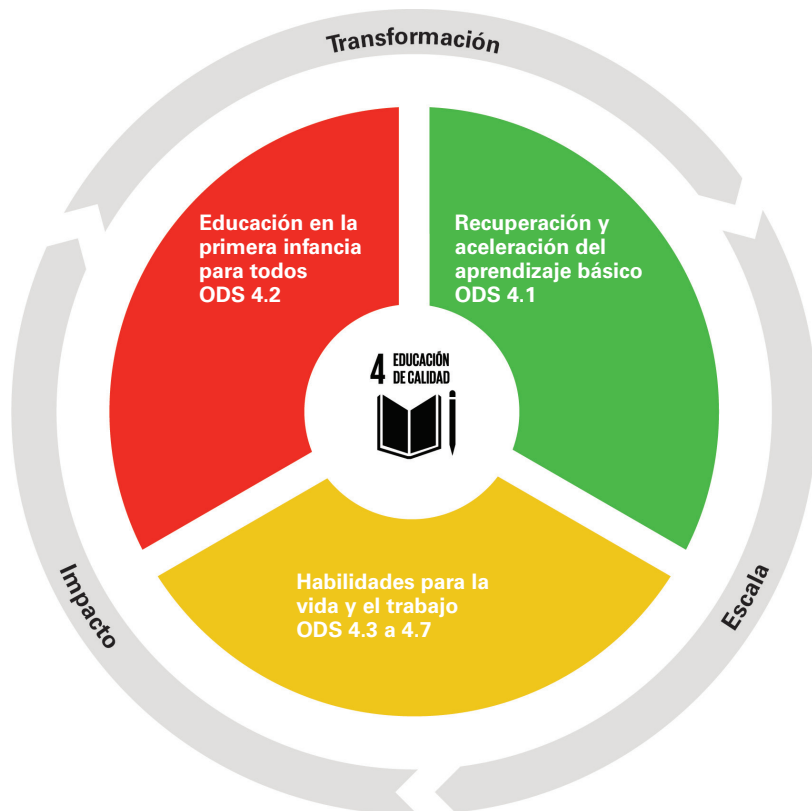 Transformación
Educación en la
primera infancia
para todos
ODS 4.2
Recuperación y
aceleración del
aprendizaje básico
ODS 4.1
4 EDUCACIÓN
DE CALIDAD
Habilidades para la
vida y el trabajo
ODS 4.3 a 4.7
Impacto
Escala